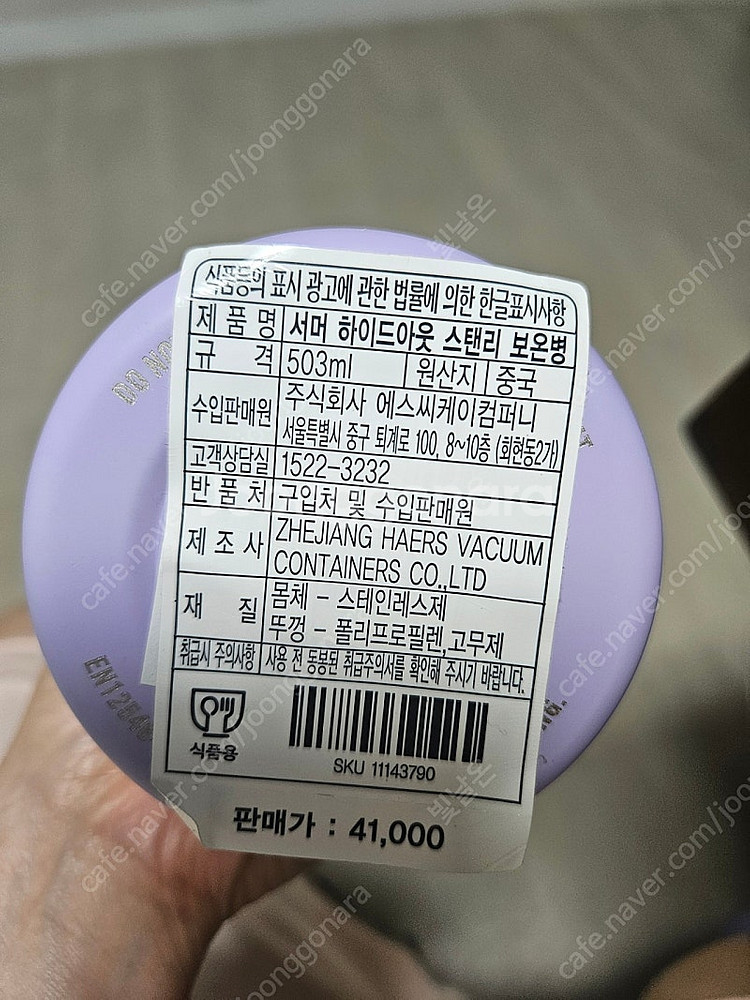 식품등의 표시 광고에 관한 법률에 의한 한글표시사항
제 품 명 서머 하이드아웃 스탠리 보온병
규 격 503ml 원산지 중국
수입판매원 주식회사 에스씨케이컴퍼니
서울특별시 중구 퇴계로 100, 8~10층 (회현동2가)
고객상담실 1522-3232
반 품 처 구입처 및 수입판매원
제 조 사 ZHEJIANG HAERS VACUUM
CONTAINERS CO.,LTD
재 질 몸체 - 스테인레스제
뚜껑 - 폴리프로필렌,고무제
취급시 주의사항 사용 전 동봉된 취급주의서를 확인해 주시기 바랍니다.
식품용
SKU 11143790
판매가 : 41,000
DO NO
EN12546
cafe.naver.com/joonggonara
빛날은